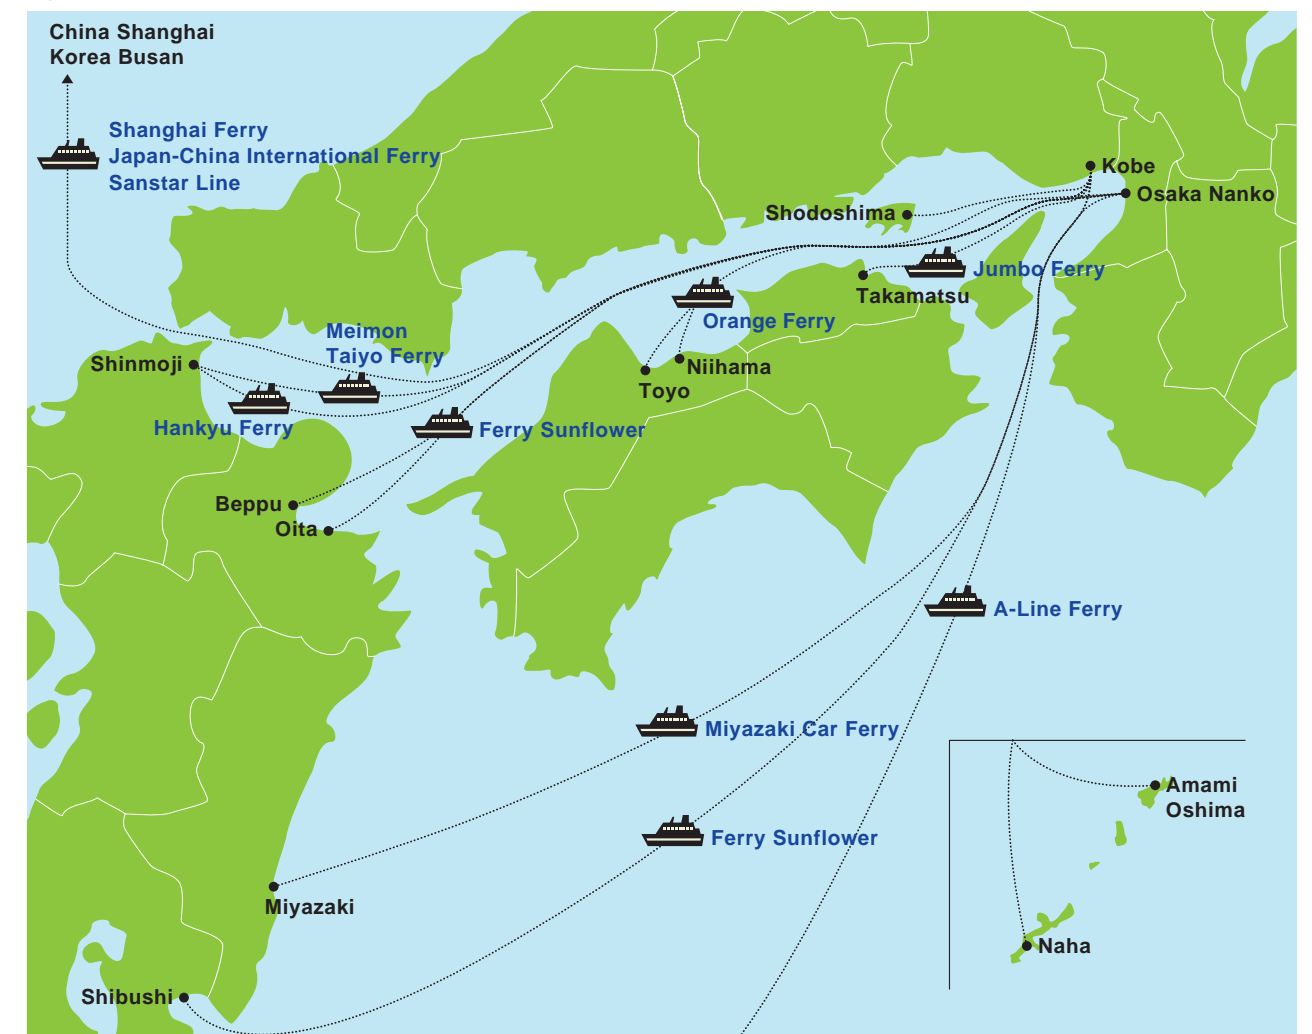 China Shanghai
Korea Busan
Shanghai Ferry
Japan-China International Ferry
Sanstar Line
Kobe
Osaka Nanko
Shodoshima
Jumbo Ferry
Takamatsu
Orange Ferry
Meimon
Taiyo Ferry
Shinmoji
Niihama
Toyo
Hankyu Ferry
Ferry Sunflower
Beppu
Oita
A-Line Ferry
Miyazaki Car Ferry
Amami
Oshima
Ferry Sunflower
Miyazaki
Naha
Shibushi